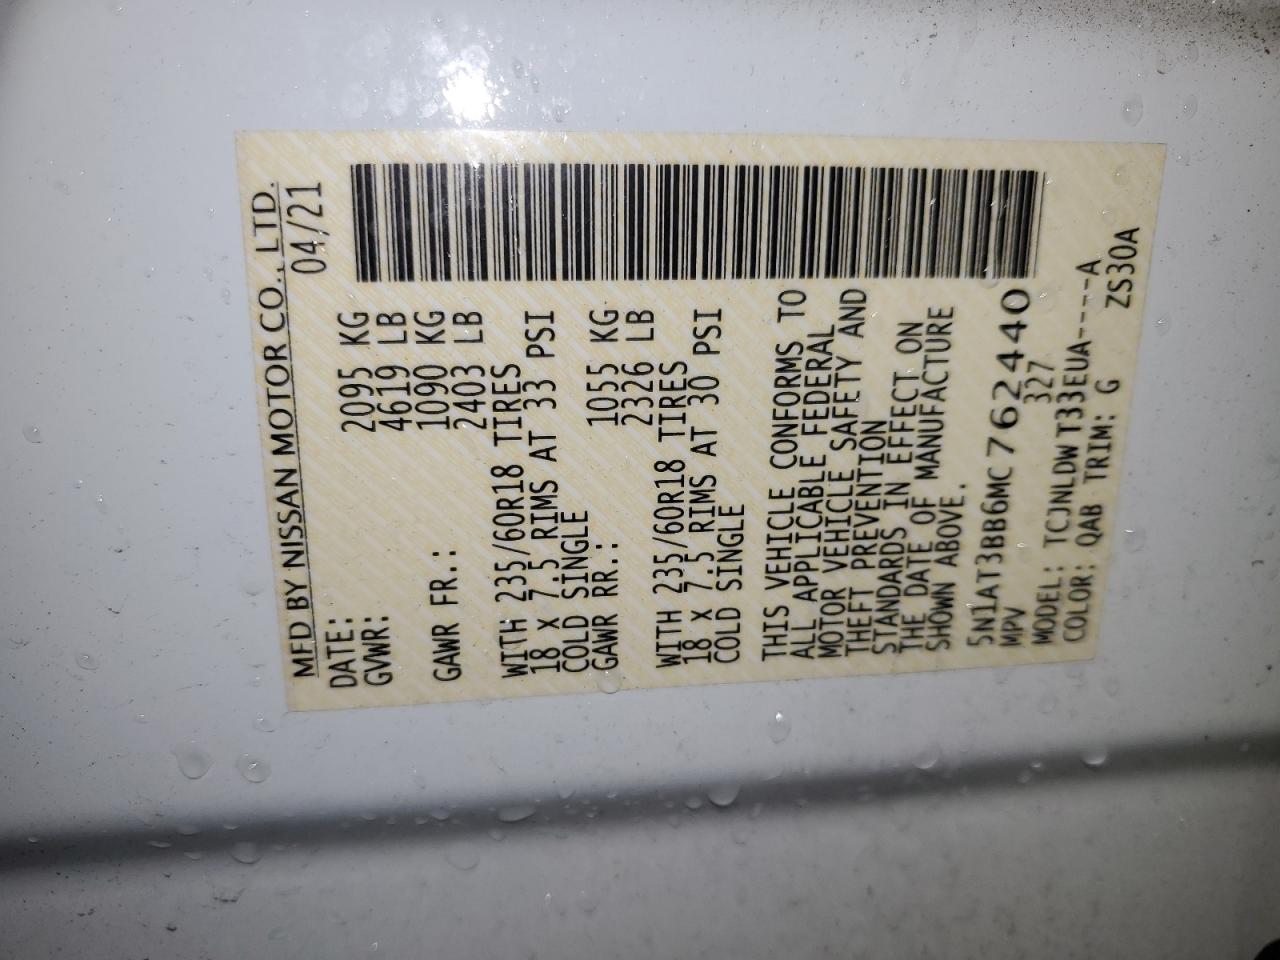 MFD BY NISSAN MOTOR CO., LTD.
DATE: 04/21
GVWR: 2095 KG
4619 LB
GAWR FR.: 1090 KG
2403 LB
WITH 235/60R18 TIRES
18 X 7.5 RIMS AT 33 PSI
COLD SINGLE
GAWR RR.: 1055 KG
2326 LB
WITH 235/60R18 TIRES
18 X 7.5 RIMS AT 30 PSI
COLD SINGLE
THIS VEHICLE CONFORMS TO
ALL APPLICABLE FEDERAL
MOTOR VEHICLE SAFETY AND
THEFT PREVENTION
STANDARDS IN EFFECT ON
THE DATE OF MANUFACTURE
SHOWN ABOVE.
5N1AT3BB6MC762440
MPV 327
MODEL: TCJNLDWT33EUA-----A
COLOR: QAB TRIM: G ZS30A